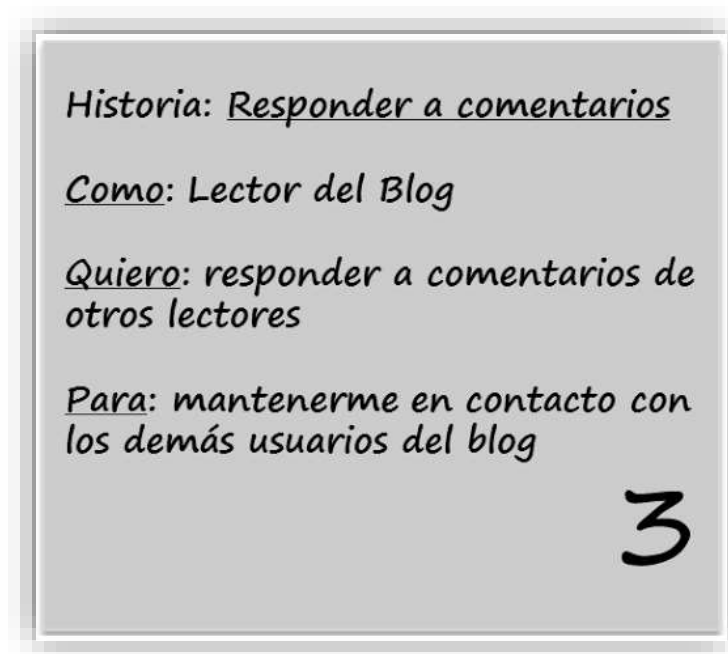 Historia: Responder a comentarios
Como: Lector del Blog
Quiero: responder a comentarios de
otros lectores
Para: mantenerme en contacto con
los demás usuarios del blog
3